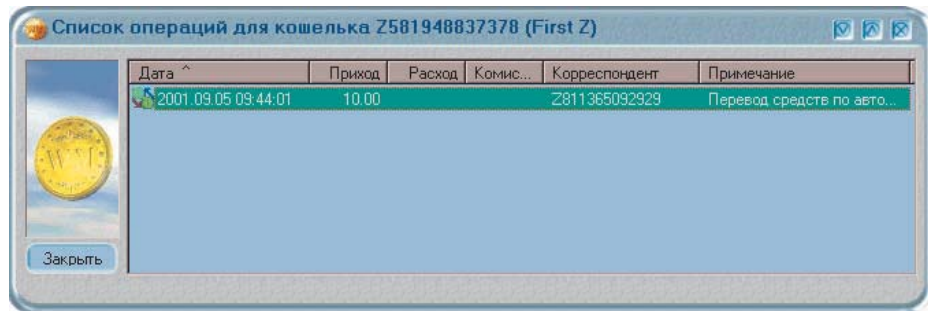 Список операций для кошелька Z581948837378 (First Z)
Дата Приход Расход Комис... Корреспондент Примечание
2001.09.05 09:44:01 10.00 Z811365092929 Перевод средств по авто...
WM
Закрыть